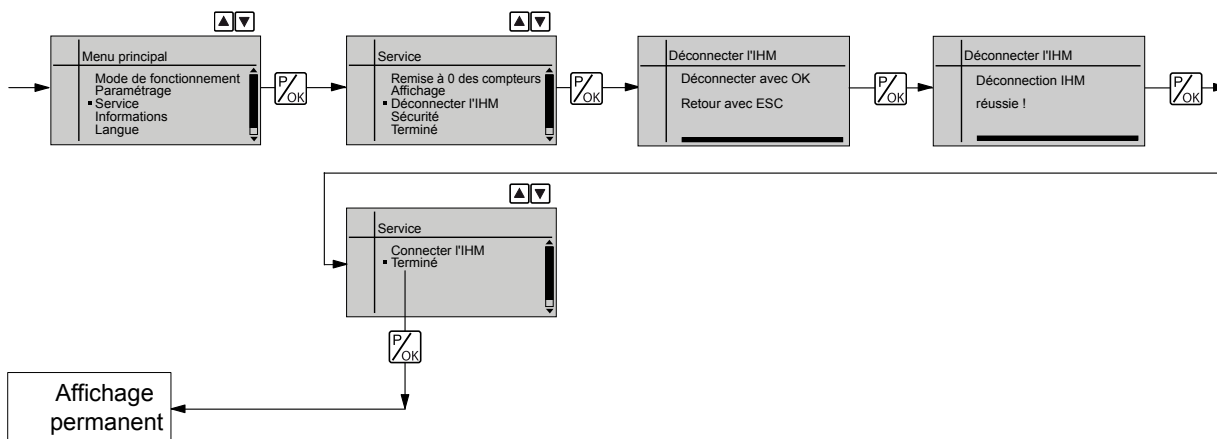 Menu principal
Mode de fonctionnement
Paramétrage
Service
Informations
Langue
P/OK
Service
Remise à 0 des compteurs
Affichage
Déconnecter l'IHM
Sécurité
Terminé
P/OK
Déconnecter l'IHM
Déconnecter avec OK
Retour avec ESC
P/OK
Déconnecter l'IHM
Déconnection IHM
réussie !
P/OK
Service
Connecter l'IHM
Terminé
P/OK
Affichage
permanent